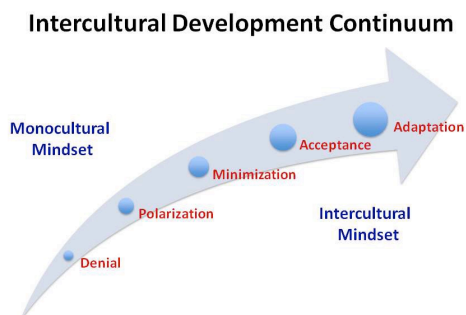 Intercultural Development Continuum
Monocultural
Mindset
Adaptation
Acceptance
Minimization
Polarization
Intercultural
Mindset
Denial